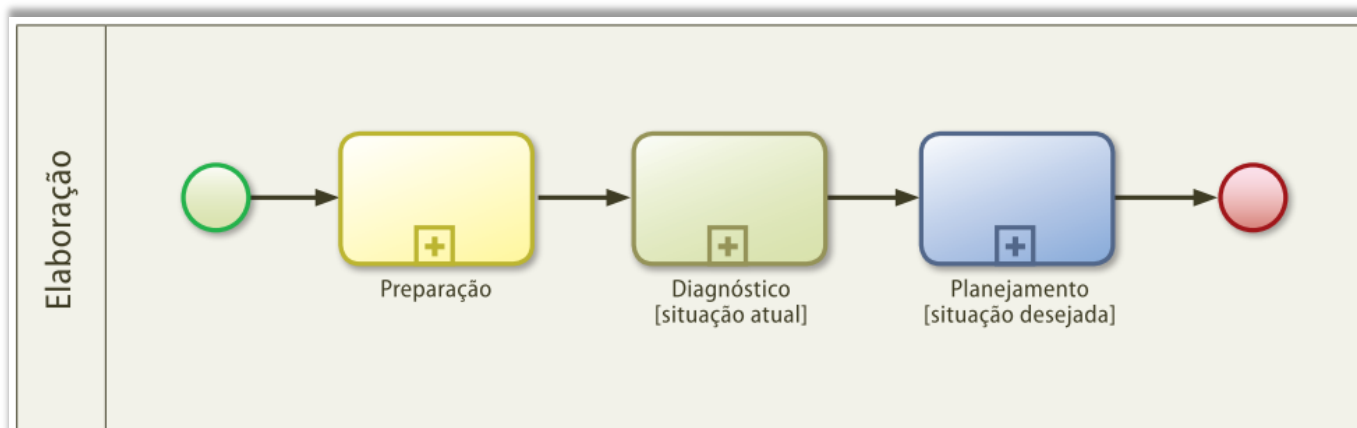 Elaboração
Preparação
Diagnóstico
[situação atual]
Planejamento
[situação desejada]